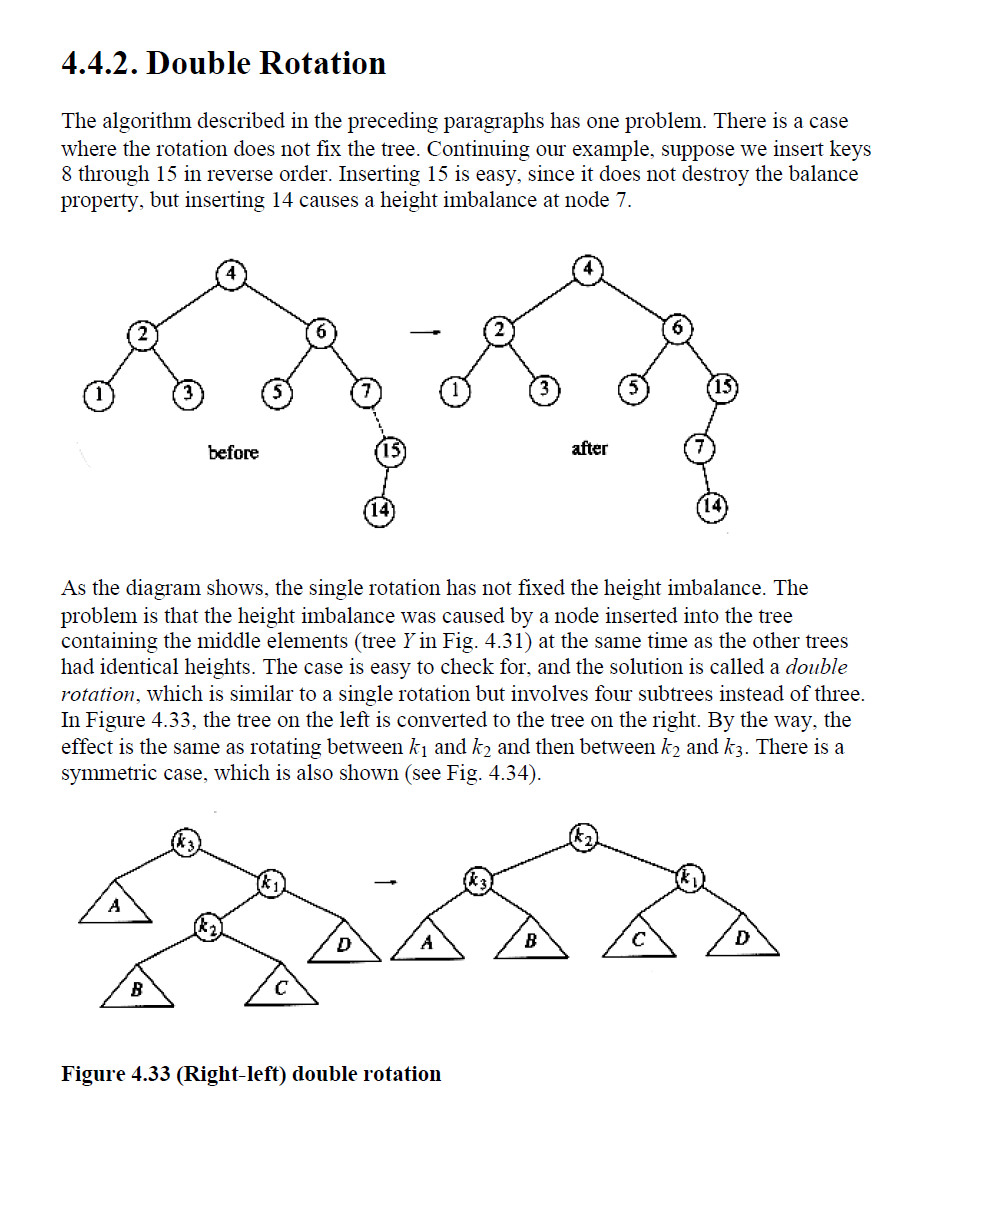 4.4.2. Double Rotation
The algorithm described in the preceding paragraphs has one problem. There is a case
where the rotation does not fix the tree. Continuing our example, suppose we insert keys
8 through 15 in reverse order. Inserting 15 is easy, since it does not destroy the balance
property, but inserting 14 causes a height imbalance at node 7.
4 4
2 6 2 6
1 3 5 7 1 3 5 15
before 15 after 7
14 14
As the diagram shows, the single rotation has not fixed the height imbalance. The
problem is that the height imbalance was caused by a node inserted into the tree
containing the middle elements (tree Y in Fig. 4.31) at the same time as the other trees
had identical heights. The case is easy to check for, and the solution is called a double
rotation, which is similar to a single rotation but involves four subtrees instead of three.
In Figure 4.33, the tree on the left is converted to the tree on the right. By the way, the
effect is the same as rotating between k1 and k2 and then between k2 and k3. There is a
symmetric case, which is also shown (see Fig. 4.34).
k3 k2
k1 k3 k1
A k2
D A B C D
B C
Figure 4.33 (Right-left) double rotation